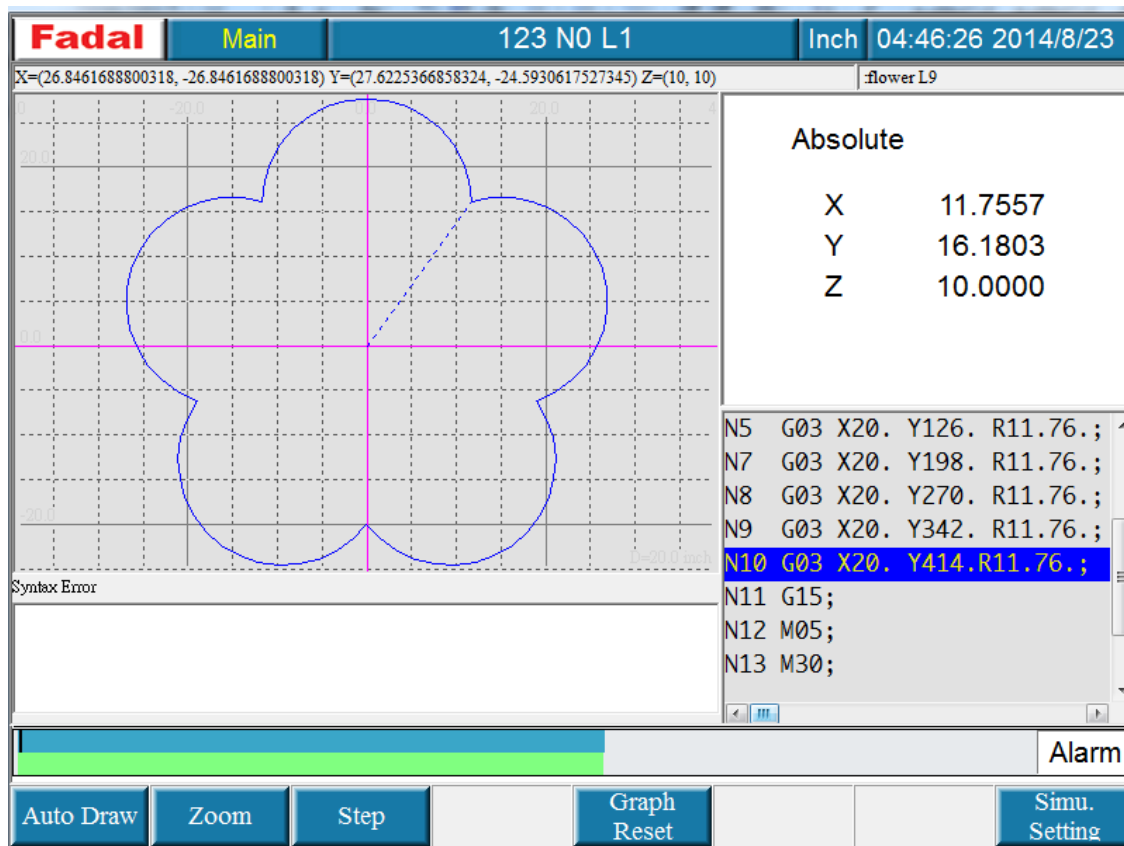 Fadal Main 123 N0 L1 Inch 04:46:26 2014/8/23
X=(26.8461688800318, -26.8461688800318) Y=(27.6225366858324, -24.5930617527345) Z=(10, 10) :flower L9
-20.0 0.0 20.0 4
20.0
0.0
-20.0
D=20.0 inch
Absolute
X 11.7557
Y 16.1803
Z 10.0000
N5 G03 X20. Y126. R11.76.;
N7 G03 X20. Y198. R11.76.;
N8 G03 X20. Y270. R11.76.;
N9 G03 X20. Y342. R11.76.;
N10 G03 X20. Y414.R11.76.;
N11 G15;
N12 M05;
N13 M30;
Syntax Error
Alarm
Auto Draw Zoom Step Graph Reset Simu. Setting